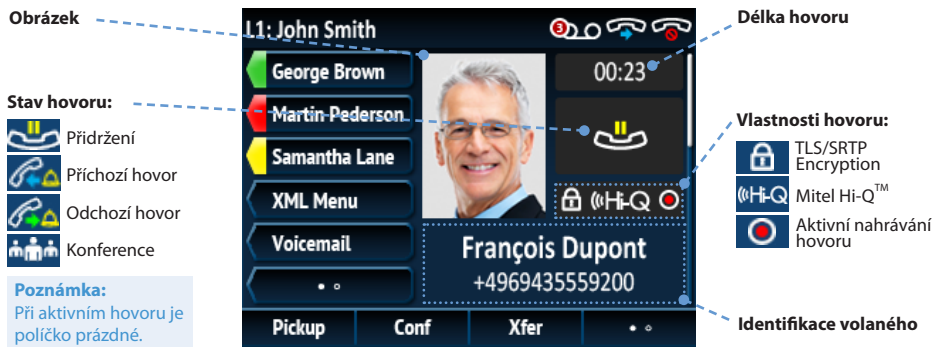 Obrázek
Stav hovoru:
Přidržení
Příchozí hovor
Odchozí hovor
Konference
Poznámka:
Při aktivním hovoru je
políčko prázdné.
L1: John Smith
3
George Brown
Martin Pederson
Samantha Lane
XML Menu
Voicemail
00:23
Hi-Q
François Dupont
+4969435559200
Pickup Conf Xfer
Délka hovoru
Vlastnosti hovoru:
TLS/SRTP
Encryption
Hi-Q Mitel Hi-Q™
Aktivní nahrávání
hovoru
Identifikace volaného